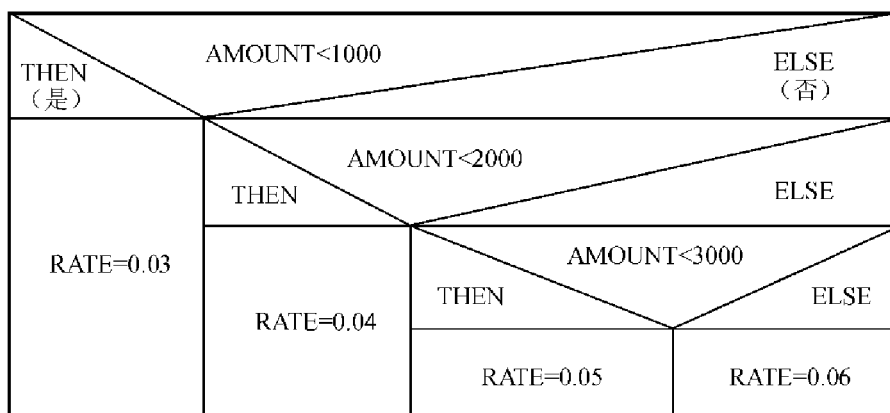 AMOUNT<1000
THEN
（是）
ELSE
（否）
AMOUNT<2000
THEN
ELSE
RATE=0.03
AMOUNT<3000
THEN
ELSE
RATE=0.04
RATE=0.05
RATE=0.06